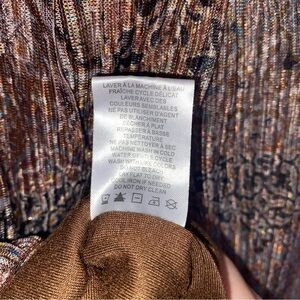 LAVER À LA MACHINE À L'EAU
FRAÎCHE CYCLE DÉLICAT
LAVER AVEC DES
COULEURS SEMBLABLES
NE PAS UTILISER D'AGENT
DE BLANCHIMENT
SÉCHER À PLAT
REPASSER À BASSE
TEMPÉRATURE
NE PAS NETTOYER À SEC
MACHINE WASH IN COLD
WATER GENTLE CYCLE
WASH WITH LIKE COLORS
DO NOT BLEACH
LAY FLAT TO DRY
COOL IRON IF NEEDED
DO NOT DRY CLEAN